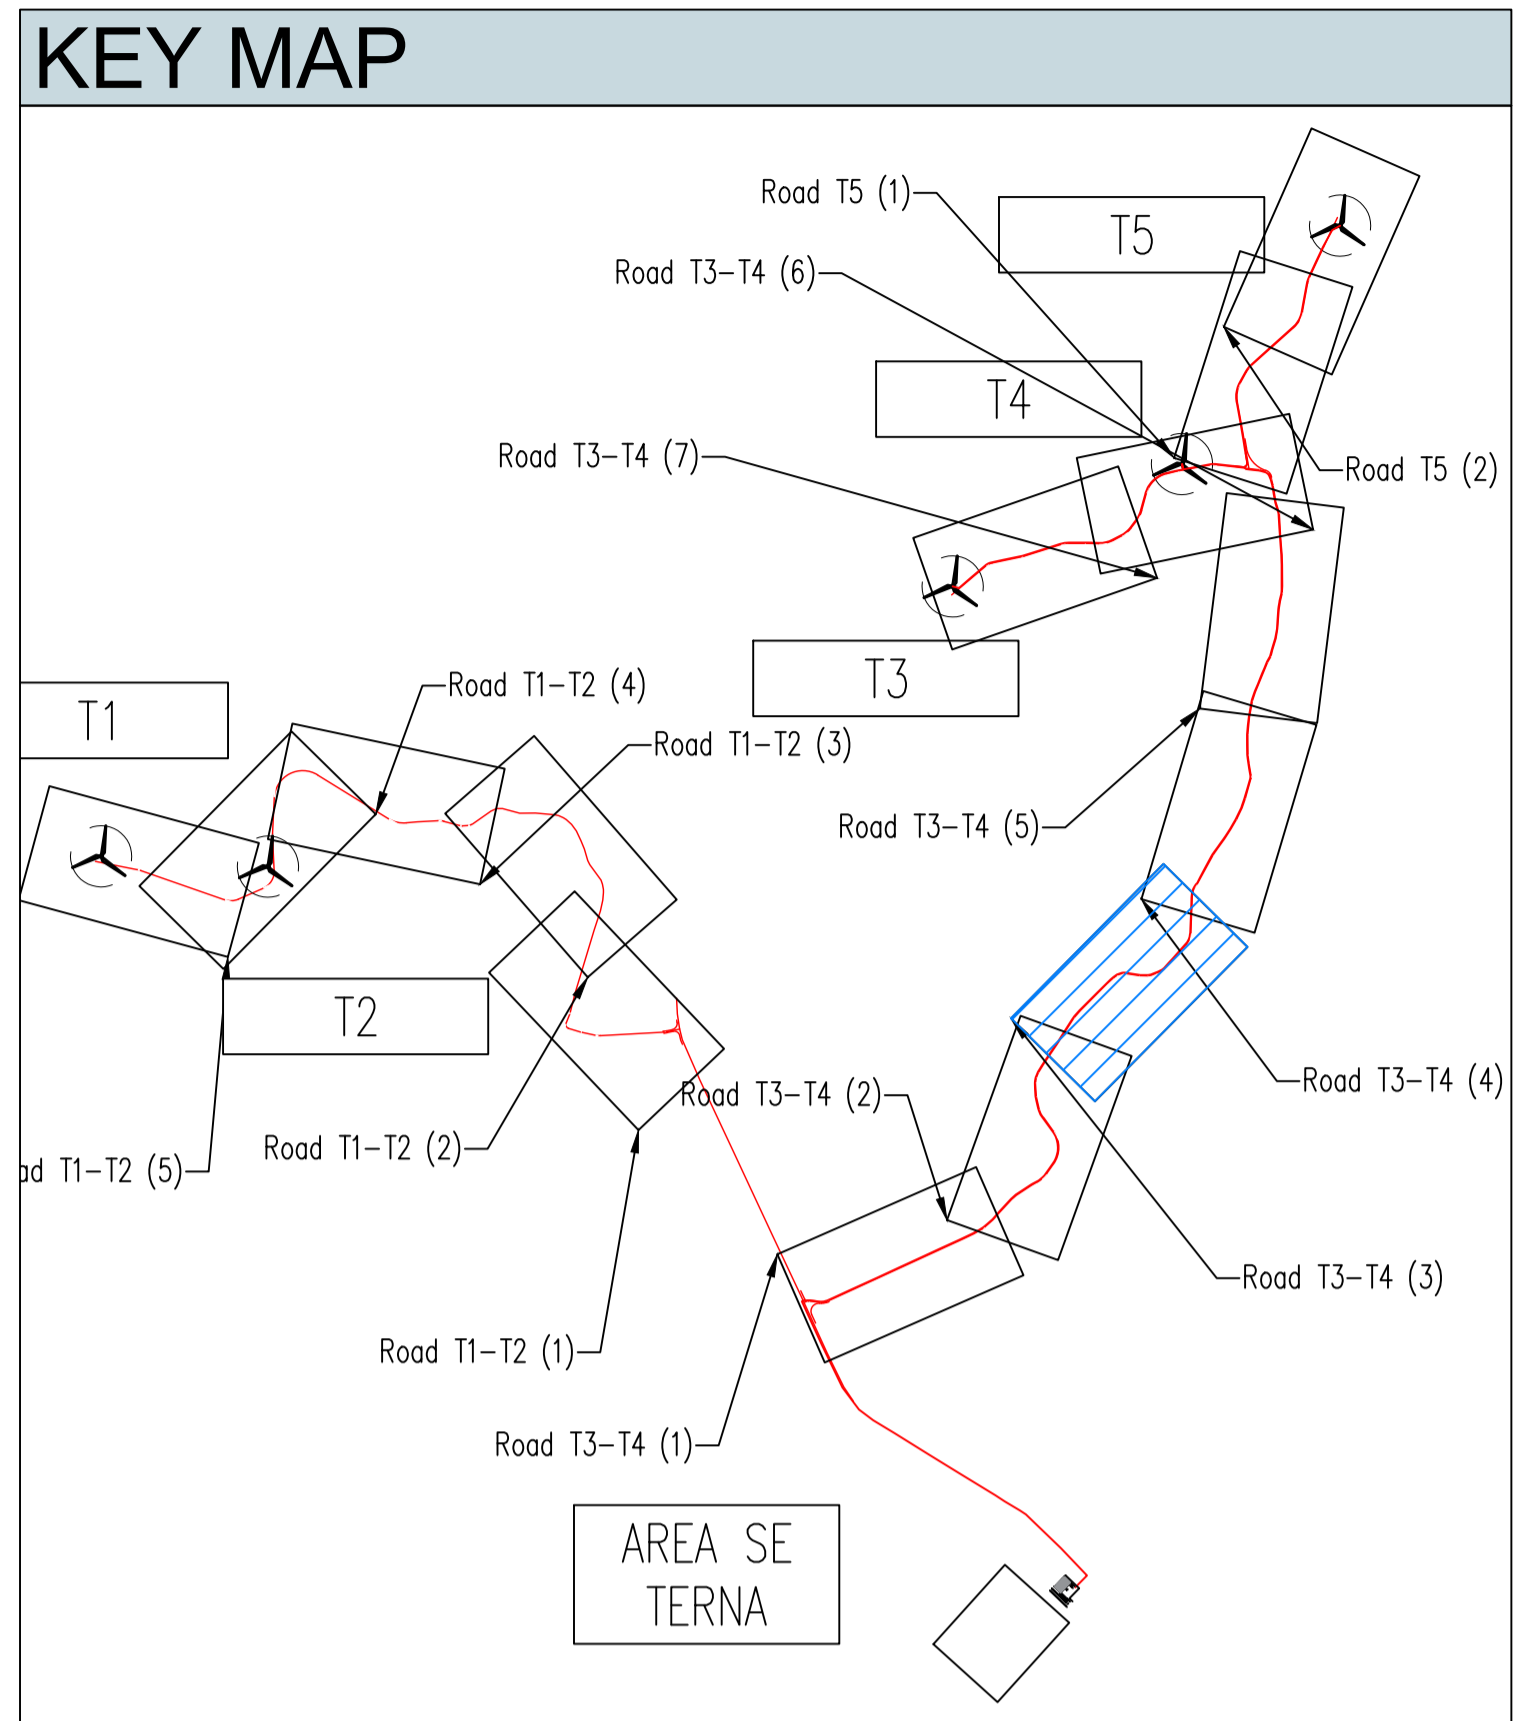 KEY MAP
Road T5 (1)
T5
Road T3-T4 (6)
T4
Road T3-T4 (7)
Road T5 (2)
T3
Road T1-T2 (4)
T1
Road T1-T2 (3)
Road T3-T4 (5)
T2
Road T3-T4 (4)
Road T3-T4 (2)
Road T1-T2 (2)
ad T1-T2 (5)
Road T3-T4 (3)
Road T1-T2 (1)
Road T3-T4 (1)
AREA SE
TERNA